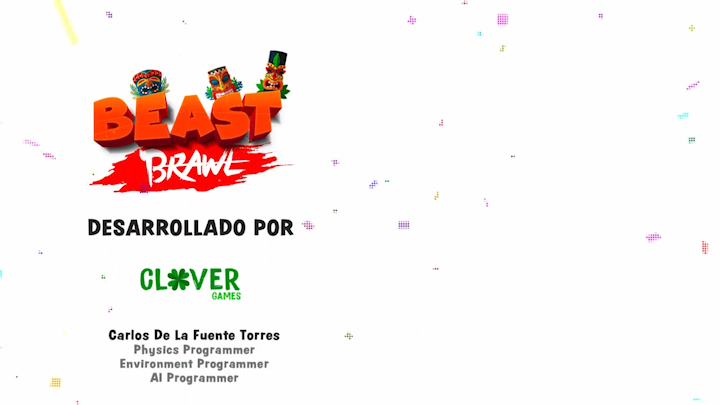 BEAST
BRAWL
DESARROLLADO POR
CLOVER
GAMES
Carlos De La Fuente Torres
Physics Programmer
Environment Programmer
AI Programmer